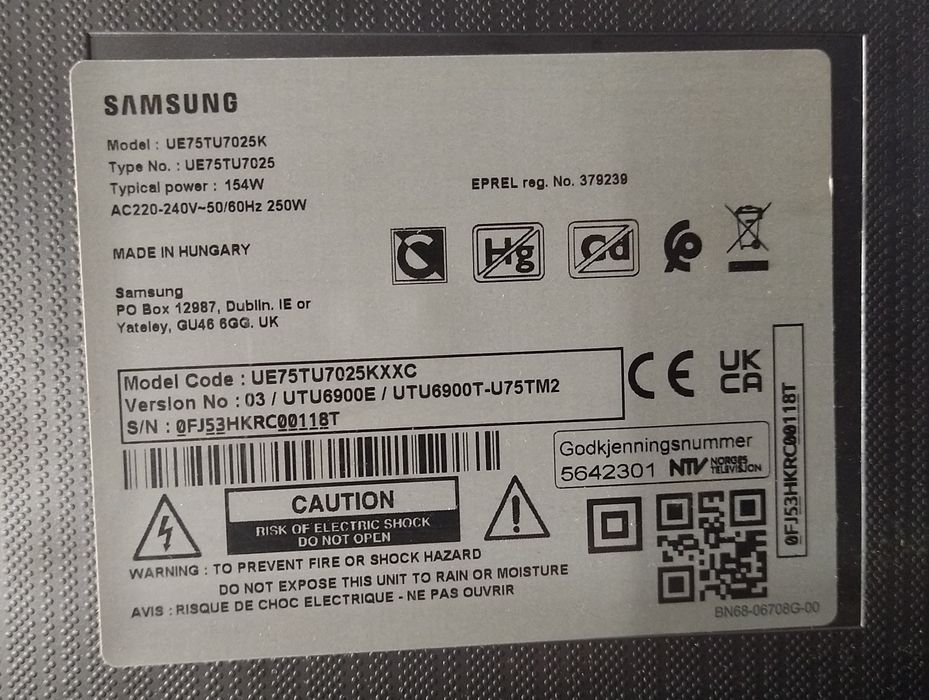 SAMSUNG
Model : UE75TU7025K
Type No. : UE75TU7025
Typical power : 154W
AC220-240V~50/60Hz 250W
EPREL reg. No. 379239
MADE IN HUNGARY
Hg
Cd
Samsung
PO Box 12987, Dublin. IE or
Yateley, GU46 6GG. UK
Model Code : UE75TU7025KXXC
Version No : 03 / UTU6900E / UTU6900T-U75TM2
S/N : 0FJ53HKRC00118T
CE
UK
CA
Godkjenningsnummer
5642301 NTV NORGES
TELEVISJON
0FJ53HKRC00118T
CAUTION
RISK OF ELECTRIC SHOCK
DO NOT OPEN
WARNING : TO PREVENT FIRE OR SHOCK HAZARD
DO NOT EXPOSE THIS UNIT TO RAIN OR MOISTURE
AVIS : RISQUE DE CHOC ELECTRIQUE - NE PAS OUVRIR
BN68-06708G-00